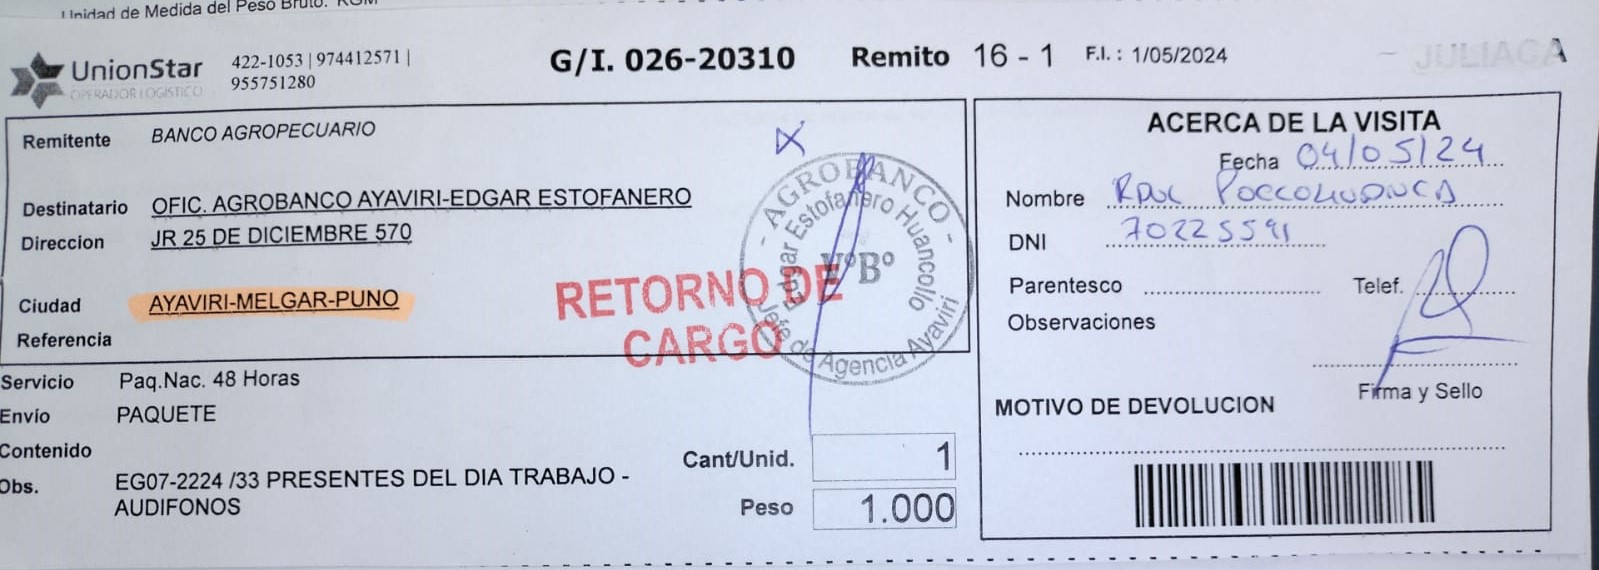 Unidad de Medida del Peso Bruto: KGM
UnionStar
OPERADOR LOGISTICO
422-1053 | 974412571 |
955751280
G/I. 026-20310
Remito 16 - 1
F.I. : 1/05/2024
- JULIACA
Remitente BANCO AGROPECUARIO
Destinatario OFIC. AGROBANCO AYAVIRI-EDGAR ESTOFANERO
Direccion JR 25 DE DICIEMBRE 570
Ciudad AYAVIRI-MELGAR-PUNO
Referencia
RETORNO DE
CARGO
- AGROBANCO -
Edgar Estofanero Huancollo
V°B°
Jefe de Agencia Ayaviri
Servicio Paq.Nac. 48 Horas
Envío PAQUETE
Contenido
Obs. EG07-2224 /33 PRESENTES DEL DIA TRABAJO -
AUDIFONOS
Cant/Unid. 1
Peso 1.000
ACERCA DE LA VISITA
Fecha 04/05/24
Nombre Raul
DNI 70225591
Parentesco
Telef.
Observaciones
Firma y Sello
MOTIVO DE DEVOLUCION